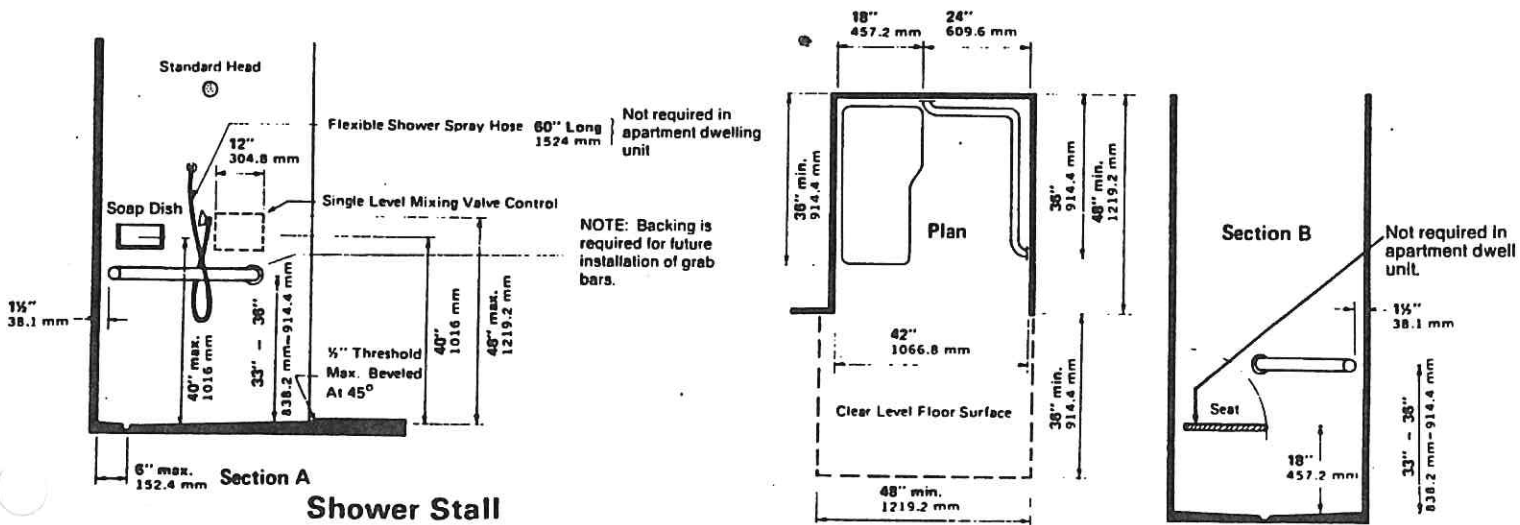 Standard Head
Flexible Shower Spray Hose 60" Long
1524 mm
Not required in
apartment dwelling
unit
12"
304.8 mm
Soap Dish
Single Level Mixing Valve Control
NOTE: Backing is
required for future
installation of grab
bars.
1½"
38.1 mm
40" max.
1016 mm
33" - 36"
838.2 mm-914.4 mm
½" Threshold
Max. Beveled
At 45°
40"
1016 mm
48" max.
1219.2 mm
6" max.
152.4 mm
Section A
Shower Stall
18"
457.2 mm
24"
609.6 mm
36" min.
914.4 mm
Plan
36"
914.4 mm
48" min.
1219.2 mm
42"
1066.8 mm
Clear Level Floor Surface
36" min.
914.4 mm
48" min.
1219.2 mm
Section B
Not required in
apartment dwell
unit.
1½"
38.1 mm
Seat
18"
457.2 mm
33" - 36"
838.2 mm-914.4 mm